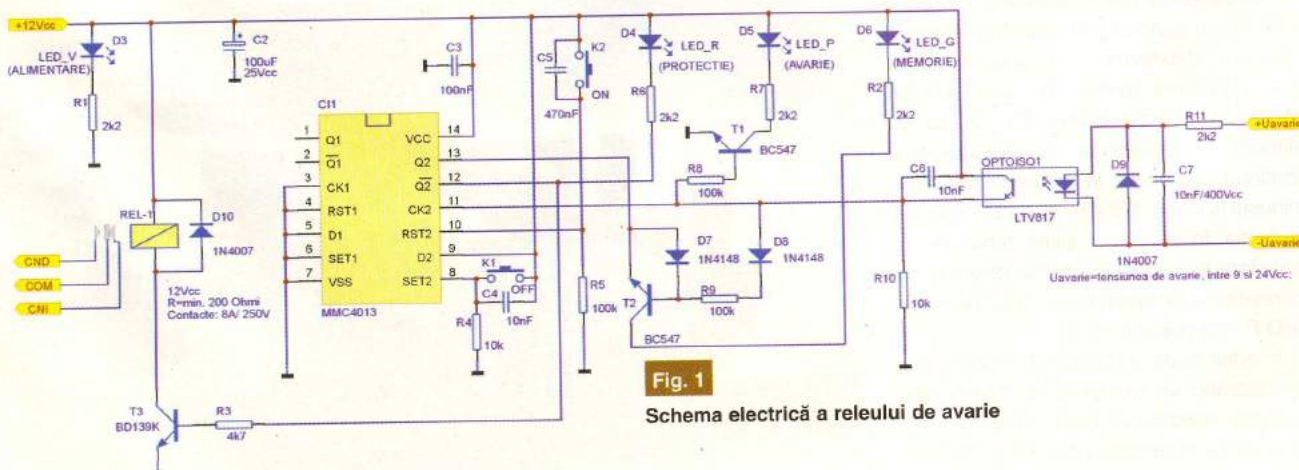 +12Vcc
D3
LED_V
(ALIMENTARE)
R1
2k2
C2
100uF
25Vcc
C3
100nF
C5
470nF
K2
ON
D4
LED_R
(PROTECTIE)
R6
2k2
D5
LED_P
(AVARIE)
R7
2k2
D6
LED_G
(MEMORIE)
R2
2k2
R11
2k2
+Uavarie
CI1
1 Q1 VCC 14
2 Q1 Q2 13
3 CK1 Q2 12
4 RST1 CK2 11
5 D1 RST2 10
6 SET1 D2 9
7 VSS SET2 8
MMC4013
T1
BC547
R8
100k
C6
10nF
OPTOISO1
LTV817
D9
1N4007
C7
10nF/400Vcc
-Uavarie
Uavarie=tensiunea de avarie, intre 9 si 24Vcc;
REL-1
D10
1N4007
CND
COM
CNI
12Vcc
R=min. 200 Ohmi
Contacte: 8A/ 250V
K1
OFF
C4
10nF
R4
10k
R5
100k
D7
1N4148
D8
1N4148
T2
BC547
R9
100k
R10
10k
T3
BD139K
R3
4k7
Fig. 1
Schema electrică a releului de avarie